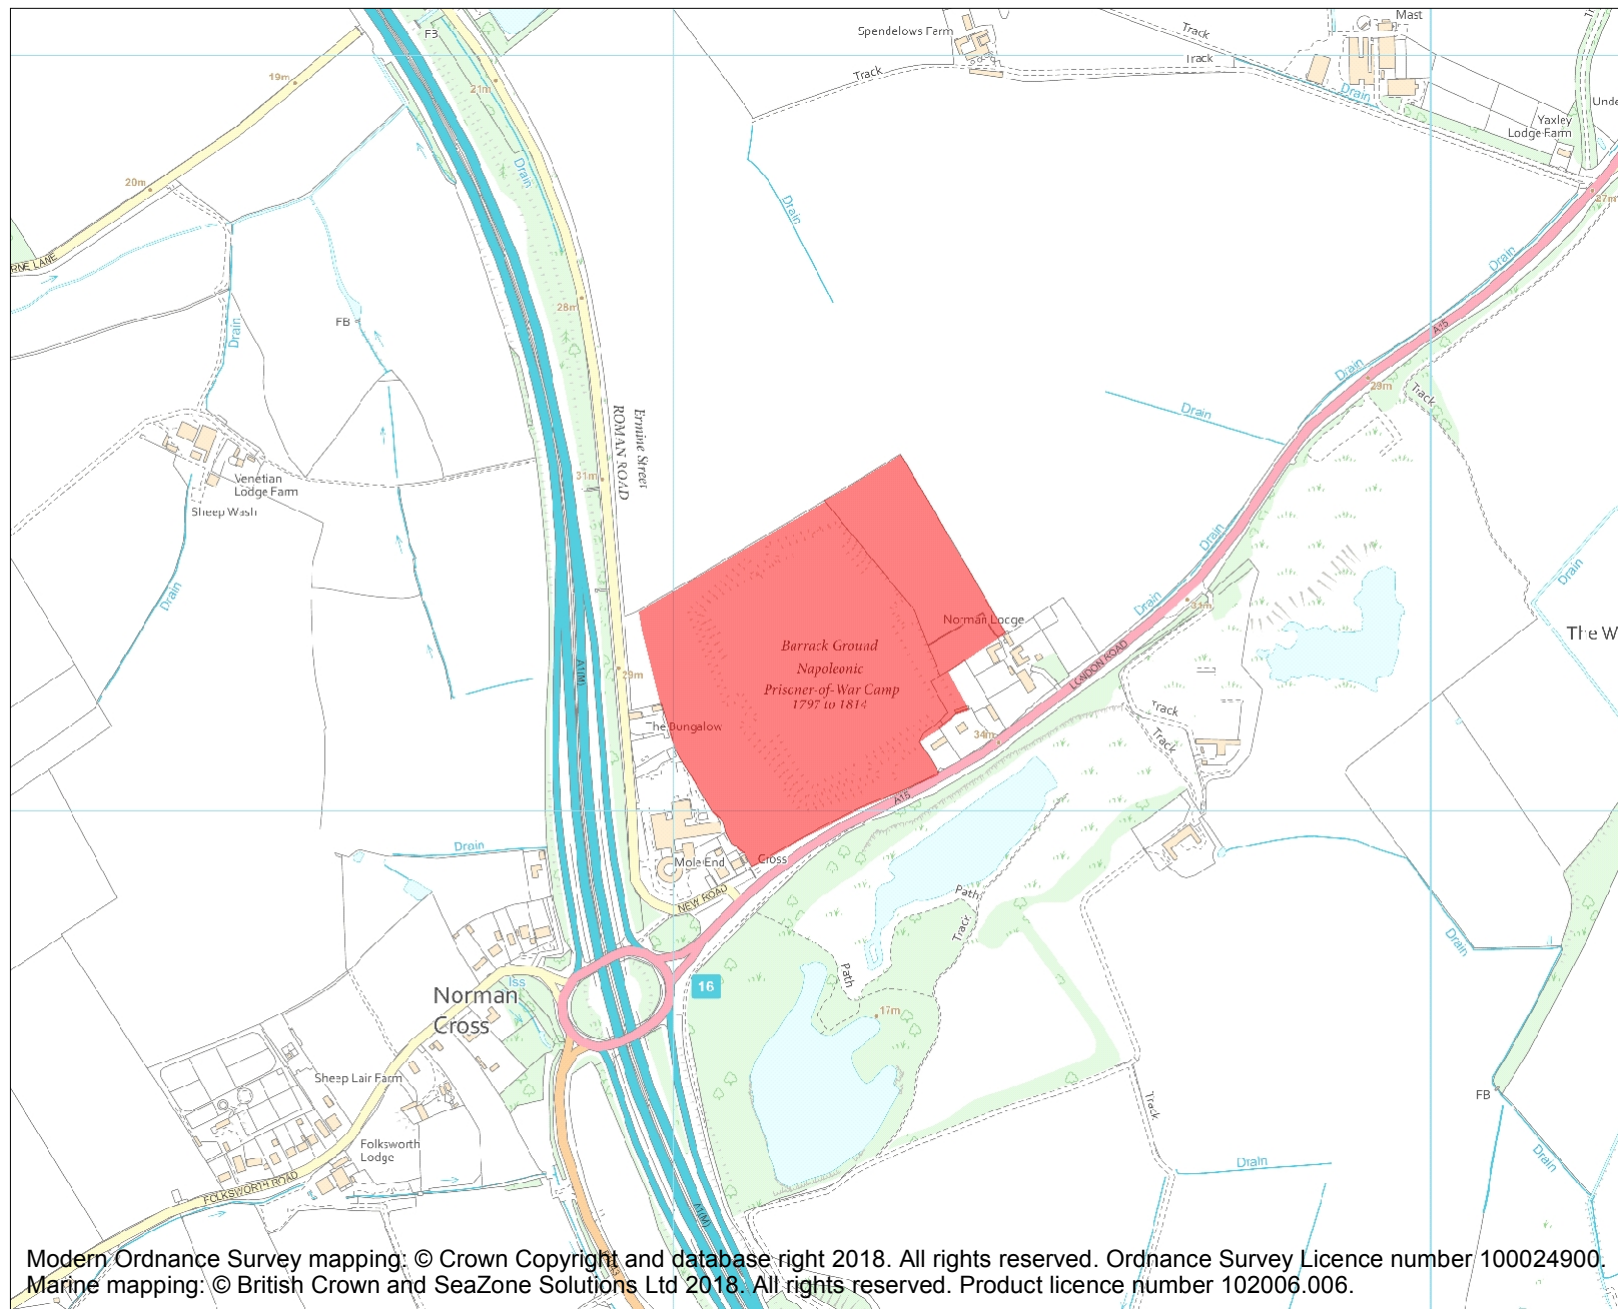 F3
Spendelows Farm
Track
Mast
Track
Track
19m
21m
Drain
Yaxley
Lodge Farm
Drain
20m
27m
Drain
Drain
28m
FB
Drain
A15
Drain
29m
Track
Drain
Ermine Street
ROMAN ROAD
31m
Venetian
Lodge Farm
Sheep Wash
Drain
Drain
Drain
Drain
31m
Norman Lodge
The W
Barrack Ground
Napoleonic
Prisoner-of-War Camp
1797 to 1814
A1(M)
29m
LONDON ROAD
The Bungalow
Track
Track
34m
A15
Drain
Mole End
Cross
NEW ROAD
Path
Track
Path
Drain
16
Iss
Norman
Cross
17m
Sheep Lair Farm
FB
Track
Folksworth
Lodge
Drain
Drain
FOLKSWORTH ROAD
A1(M)
Modern Ordnance Survey mapping: © Crown Copyright and database right 2018. All rights reserved. Ordnance Survey Licence number 100024900.
Marine mapping: © British Crown and SeaZone Solutions Ltd 2018. All rights reserved. Product licence number 102006.006.